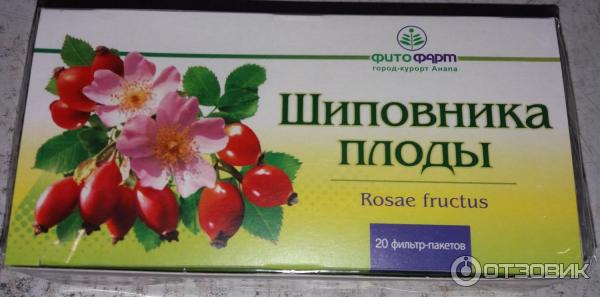 ФИТОФАРМ
город-курорт Анапа
Шиповника
плоды
Rosae fructus
20 фильтр-пакетов
ОТЗОВИК